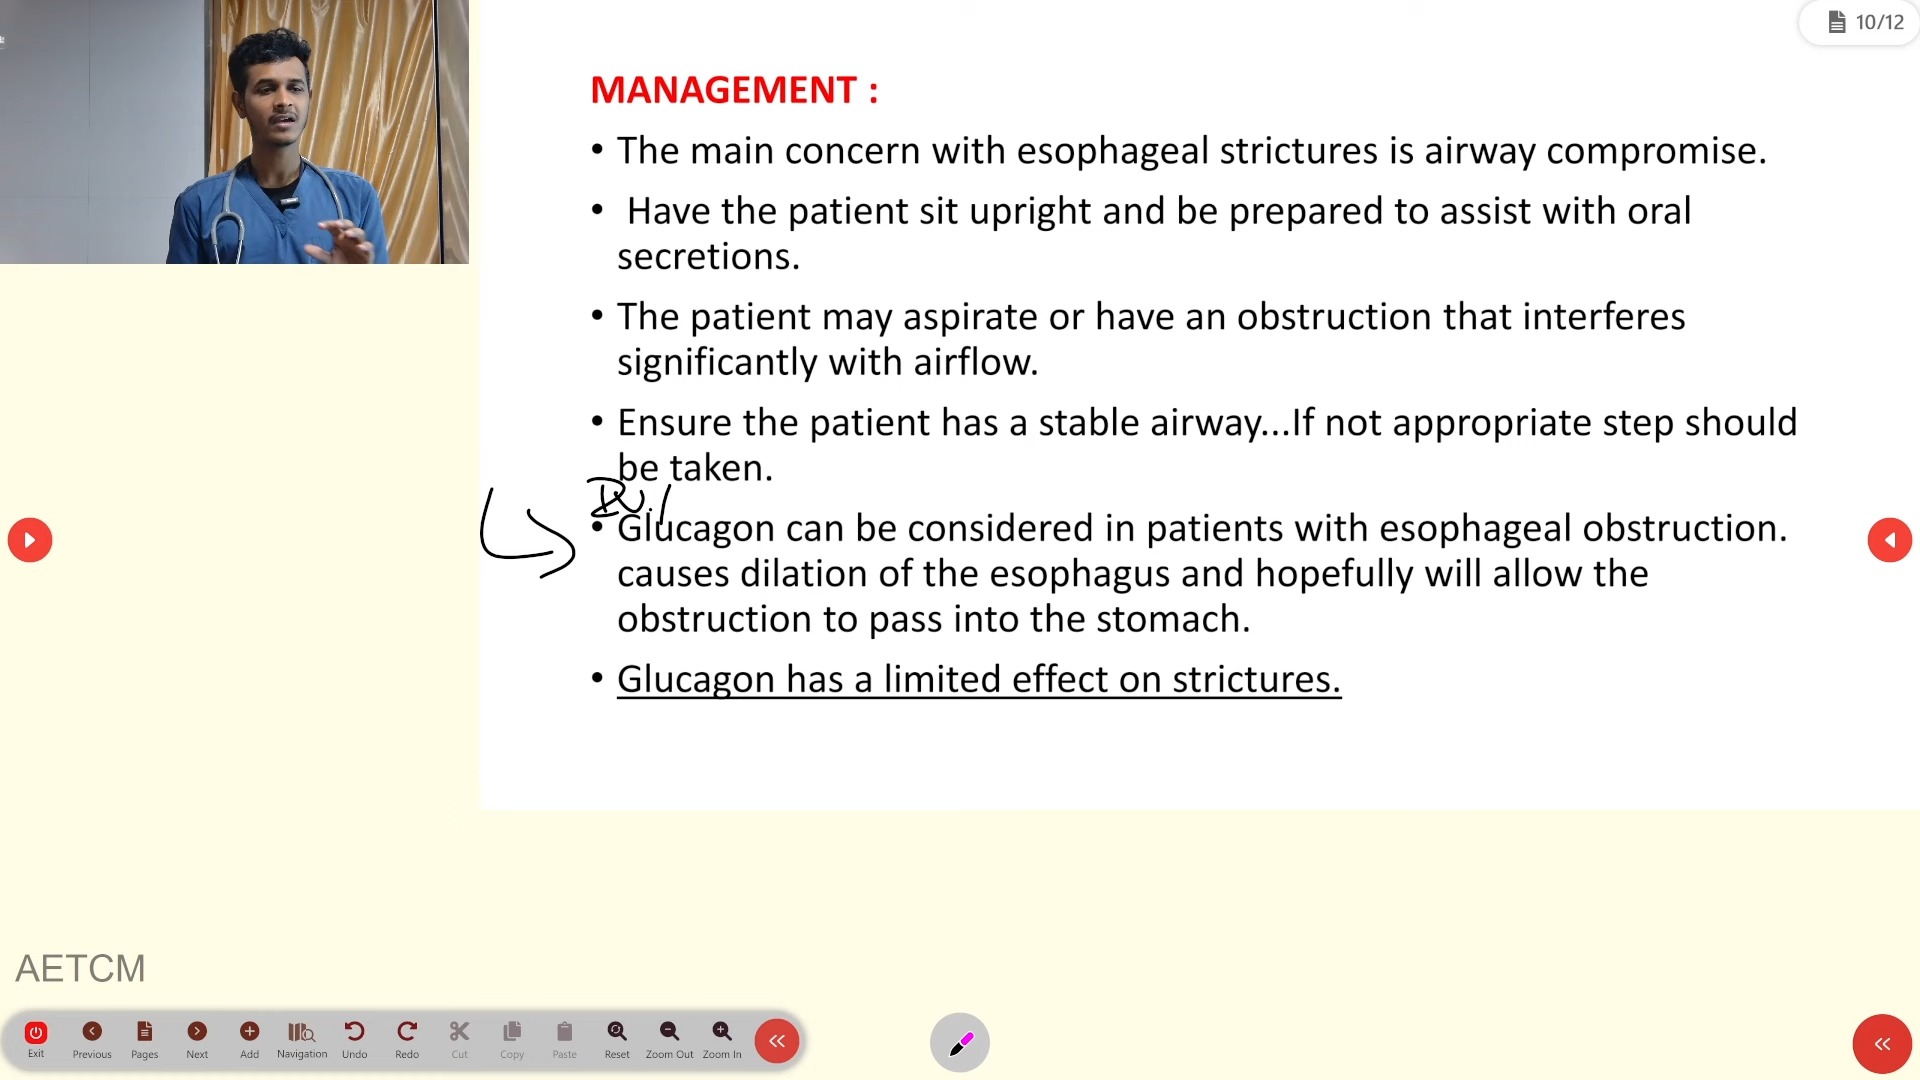 10/12
MANAGEMENT :
• The main concern with esophageal strictures is airway compromise.
• Have the patient sit upright and be prepared to assist with oral
secretions.
• The patient may aspirate or have an obstruction that interferes
significantly with airflow.
• Ensure the patient has a stable airway...If not appropriate step should
be taken.
• Glucagon can be considered in patients with esophageal obstruction.
causes dilation of the esophagus and hopefully will allow the
obstruction to pass into the stomach.
• Glucagon has a limited effect on strictures.
AETCM
Exit Previous Pages Next Add Navigation Undo Redo Cut Copy Paste Reset Zoom Out Zoom In